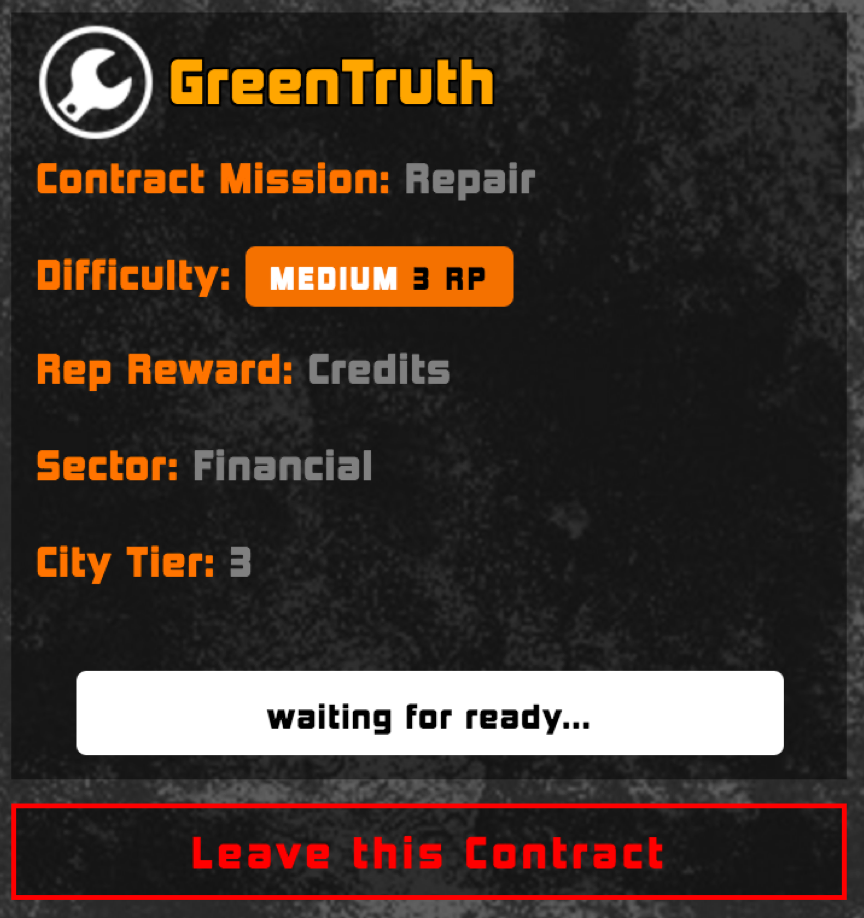 GreenTruth
Contract Mission: Repair
Difficulty: MEDIUM 3 RP
Rep Reward: Credits
Sector: Financial
City Tier: 3
waiting for ready...
Leave this Contract